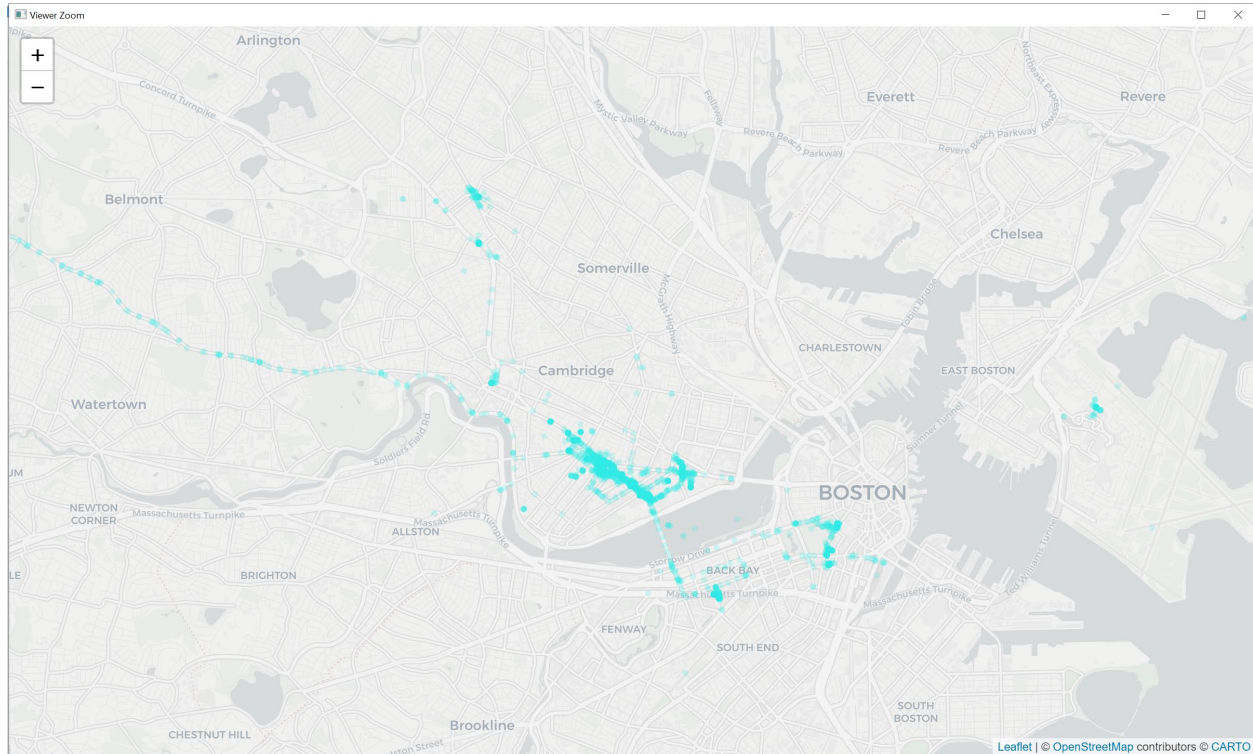 Viewer Zoom
+
−
Arlington
Concord Turnpike
Belmont
Watertown
NEWTON
CORNER
Massachusetts Turnpike
Soldiers Field Rd
ALLSTON
Massachusetts Turnpike
BRIGHTON
CHESTNUT HILL
Brookline
FENWAY
Somerville
Cambridge
McGrath Highway
Mystic Valley Parkway
Fellsway
Revere Beach Parkway
Everett
Revere Beach Parkway
Northeast Express
Revere
Chelsea
Tobin Bridge
CHARLESTOWN
EAST BOSTON
Sumner Tunnel
BOSTON
Storrow Drive
BACK BAY
Massachusetts Turnpike
Massachusetts Turnpike
Ted Williams Tunnel
SOUTH END
SOUTH
BOSTON
Leaflet | © OpenStreetMap contributors © CARTO